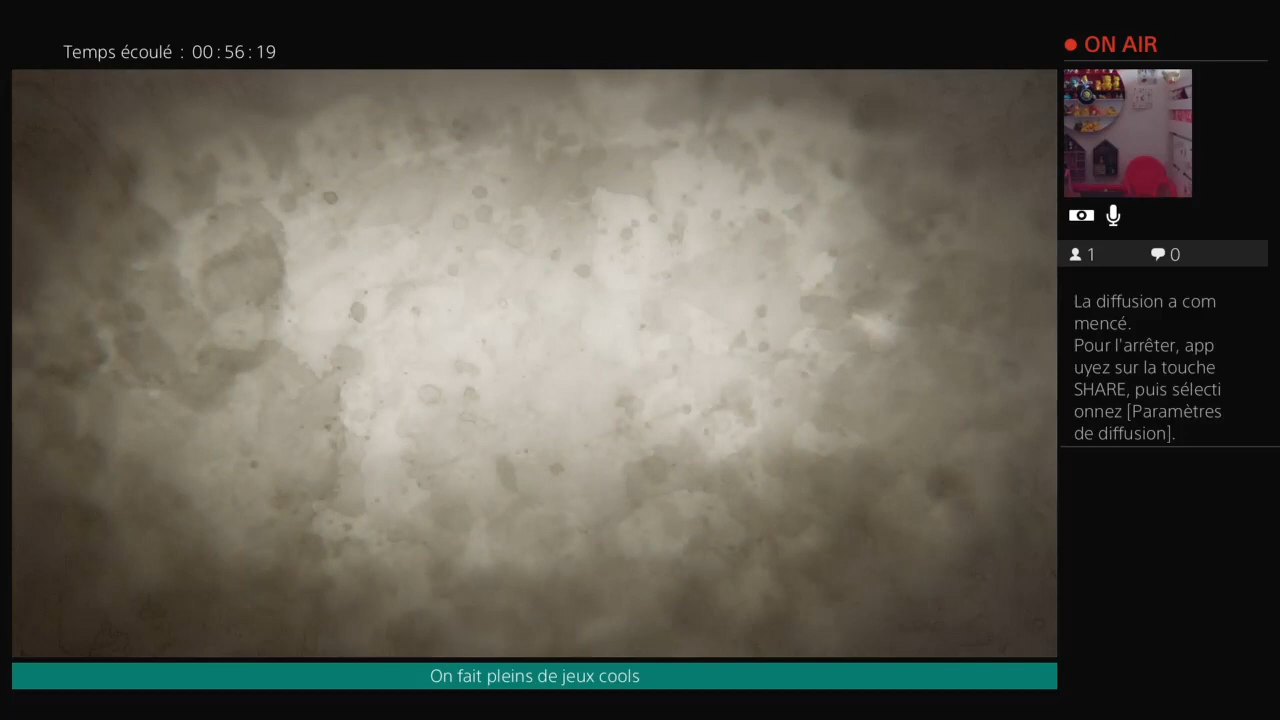 Temps écoulé : 00:56:19
ON AIR
1 0
La diffusion a com
mencé.
Pour l'arrêter, app
uyez sur la touche
SHARE, puis sélecti
onnez [Paramètres
de diffusion].
On fait pleins de jeux cools